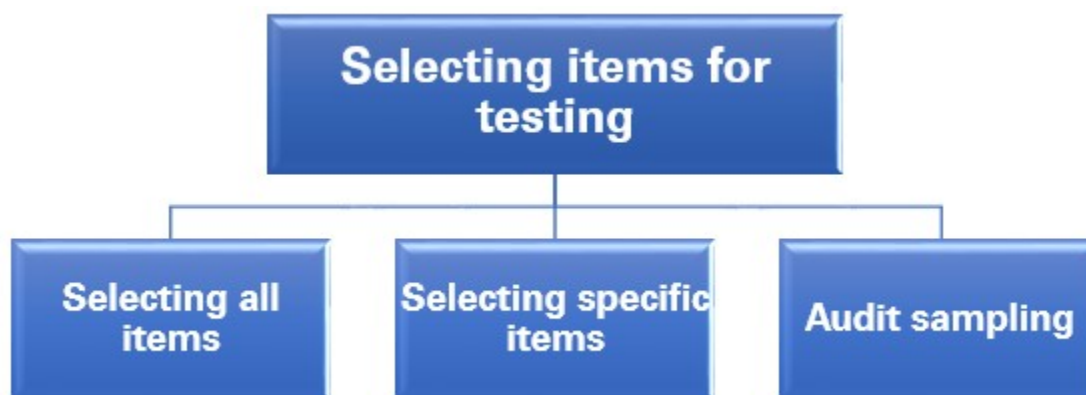 Selecting items for
testing
Selecting all
items
Selecting specific
items
Audit sampling